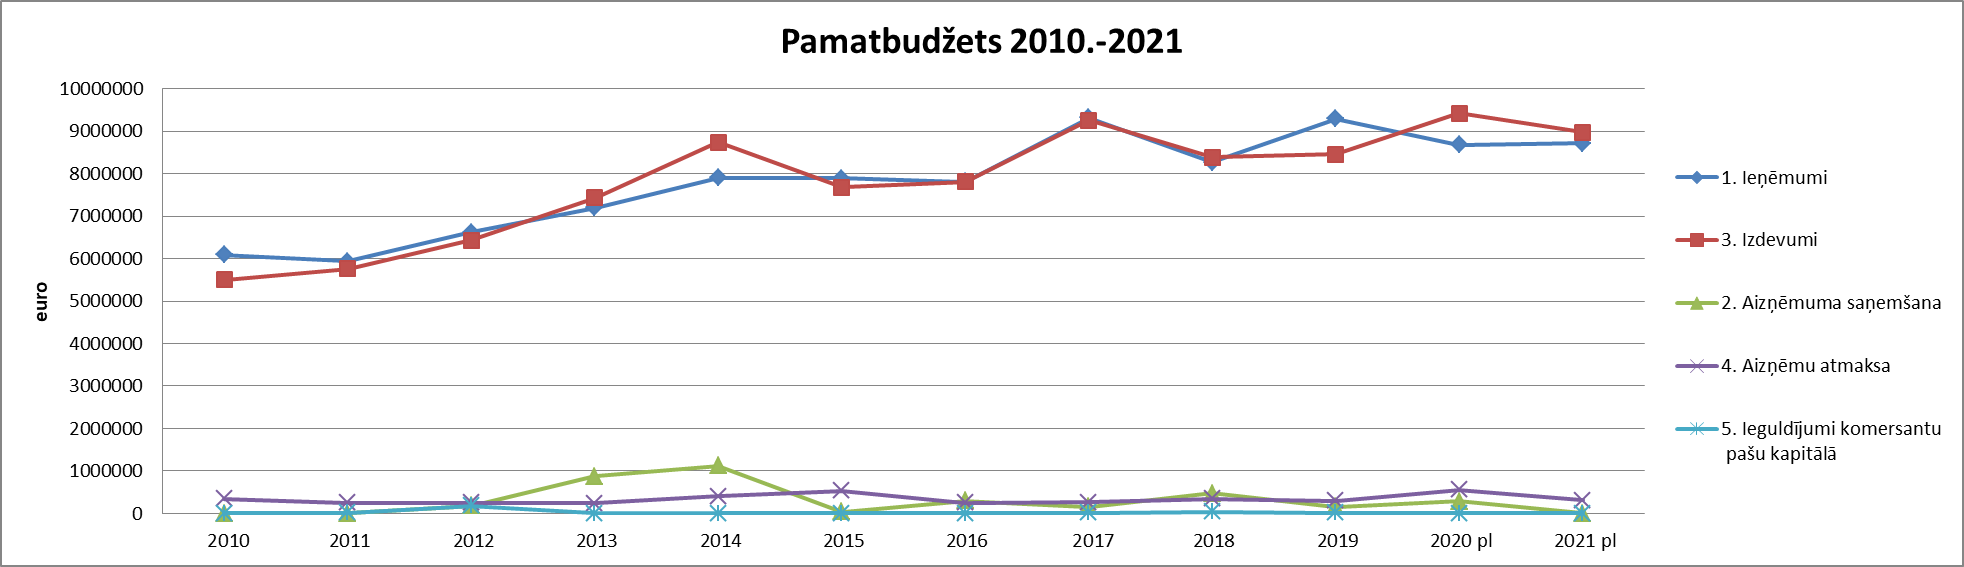 Pamatbudžets 2010.-2021
10000000
9000000
8000000
7000000
6000000
5000000
4000000
3000000
2000000
1000000
0
euro
2010 2011 2012 2013 2014 2015 2016 2017 2018 2019 2020 pl 2021 pl
1. Ieņēmumi
3. Izdevumi
2. Aizņēmuma saņemšana
4. Aizņēmu atmaksa
5. Ieguldījumi komersantu
pašu kapitālā